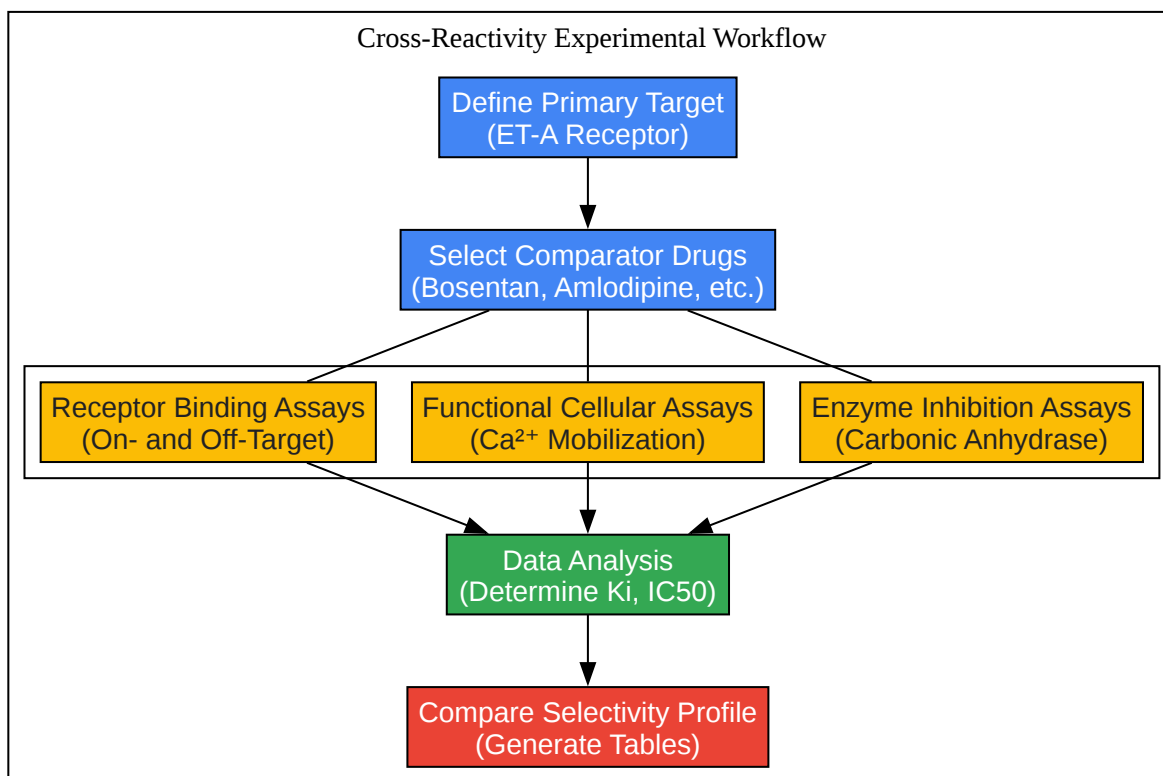 Cross-Reactivity Experimental Workflow
Define Primary Target
(ET-A Receptor)
Select Comparator Drugs
(Bosentan, Amlodipine, etc.)
Receptor Binding Assays
(On- and Off-Target)
Functional Cellular Assays
(Ca²⁺ Mobilization)
Enzyme Inhibition Assays
(Carbonic Anhydrase)
Data Analysis
(Determine Ki, IC50)
Compare Selectivity Profile
(Generate Tables)